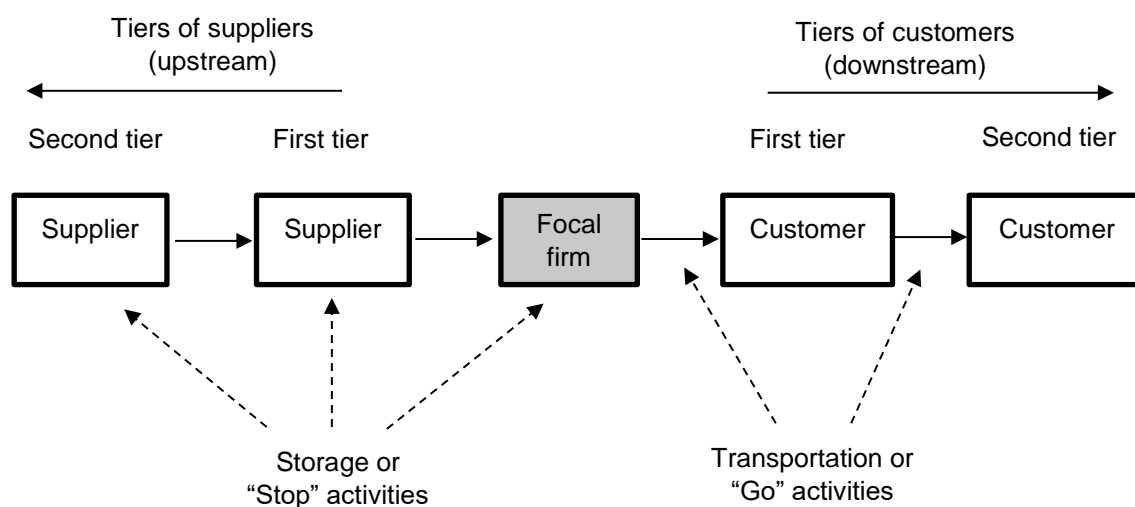 Tiers of suppliers
(upstream)
Tiers of customers
(downstream)
Second tier
First tier
First tier
Second tier
Supplier
Supplier
Focal
firm
Customer
Customer
Storage or
“Stop” activities
Transportation or
“Go” activities